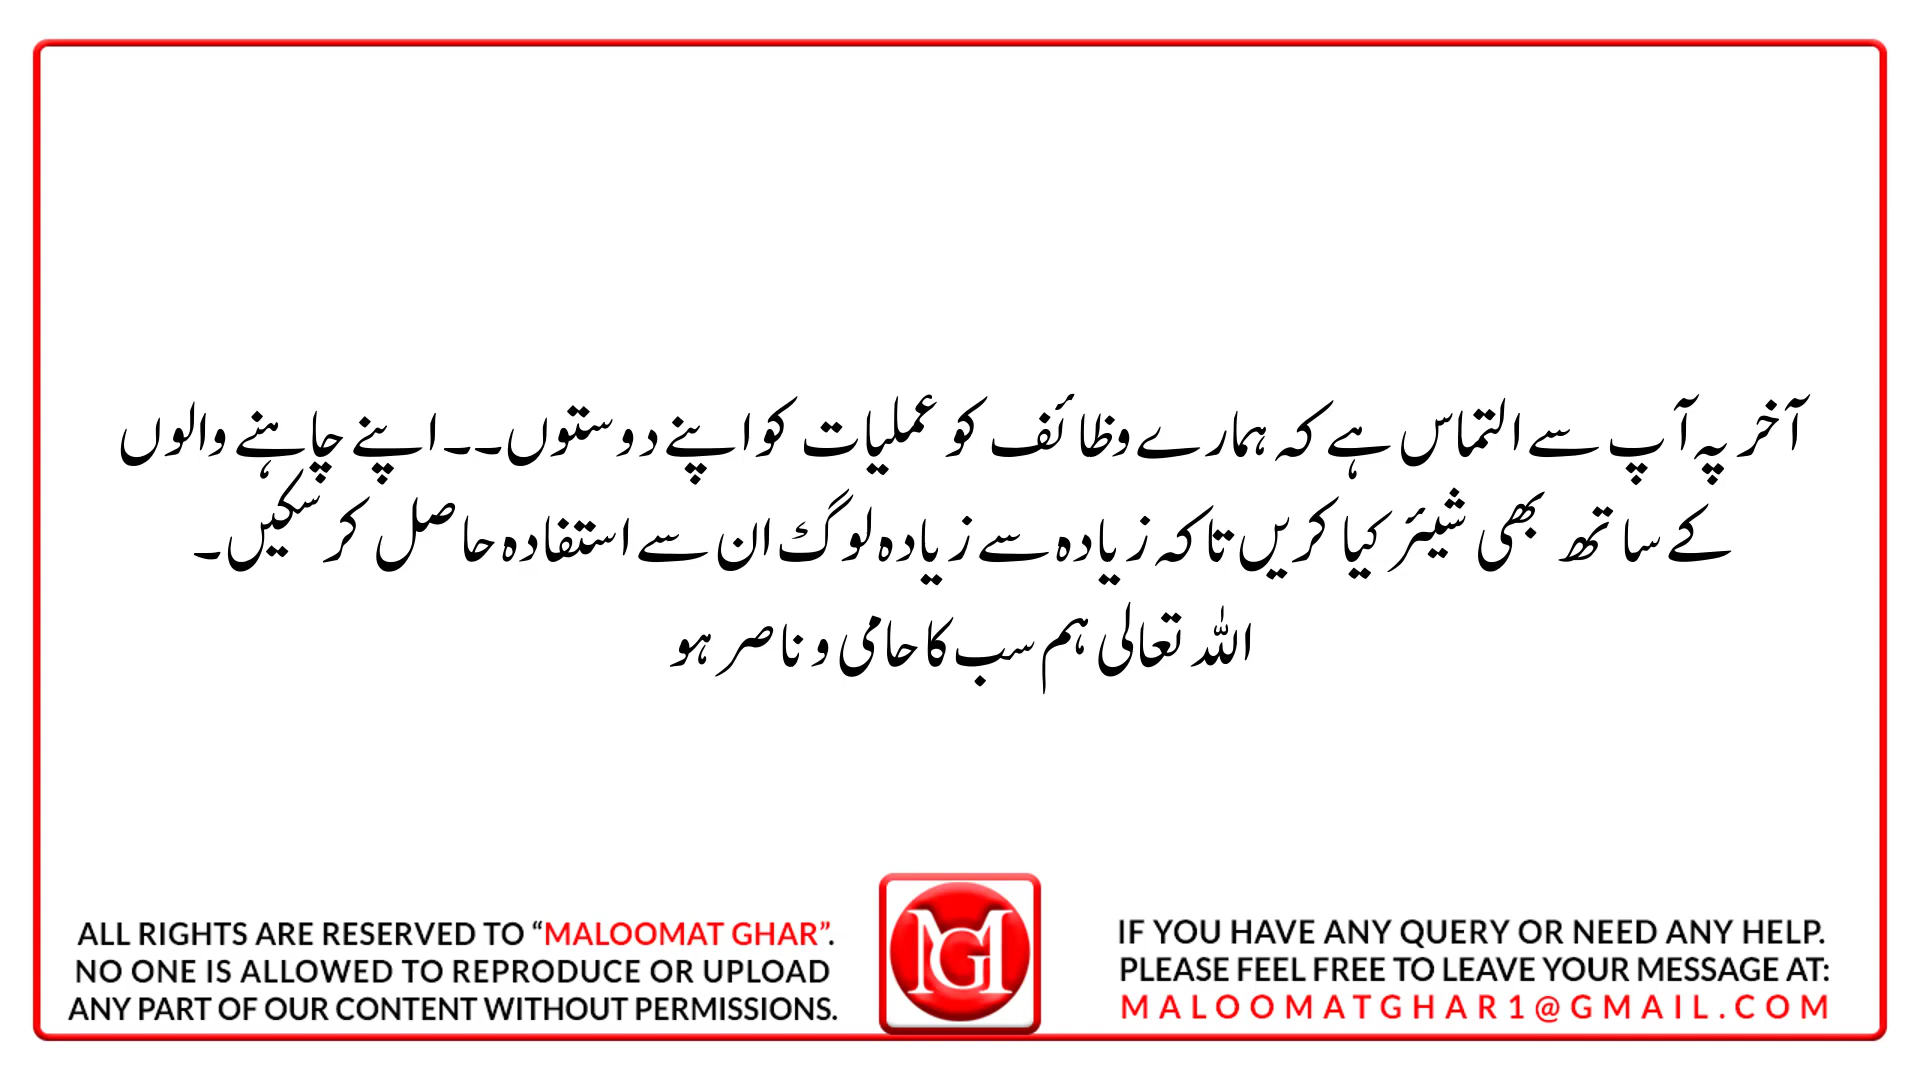 آخر پہ آپ سے التماس ہے کہ ہمارے وظائف کو عملیات کو اپنے دوستوں۔۔ اپنے چاہنے والوں
کے ساتھ بھی شیئر کیا کریں تاکہ زیادہ سے زیادہ لوگ ان سے استفادہ حاصل کر سکیں۔
اللہ تعالی ہم سب کا حامی و ناصر ہو
ALL RIGHTS ARE RESERVED TO “MALOOMAT GHAR”.
NO ONE IS ALLOWED TO REPRODUCE OR UPLOAD
ANY PART OF OUR CONTENT WITHOUT PERMISSIONS.
MG
IF YOU HAVE ANY QUERY OR NEED ANY HELP.
PLEASE FEEL FREE TO LEAVE YOUR MESSAGE AT:
MALOOMATGHAR1@GMAIL.COM